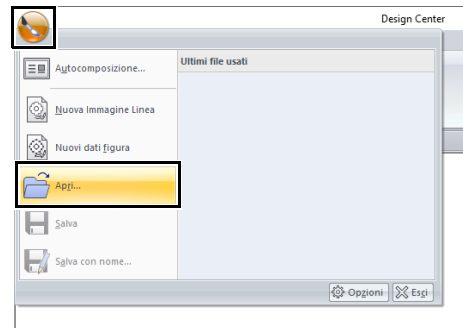 Design Center
Autocomposizione...
Ultimi file usati
Nuova Immagine Linea
Nuovi dati figura
Apri...
Salva
Salva con nome...
Opzioni
Esci